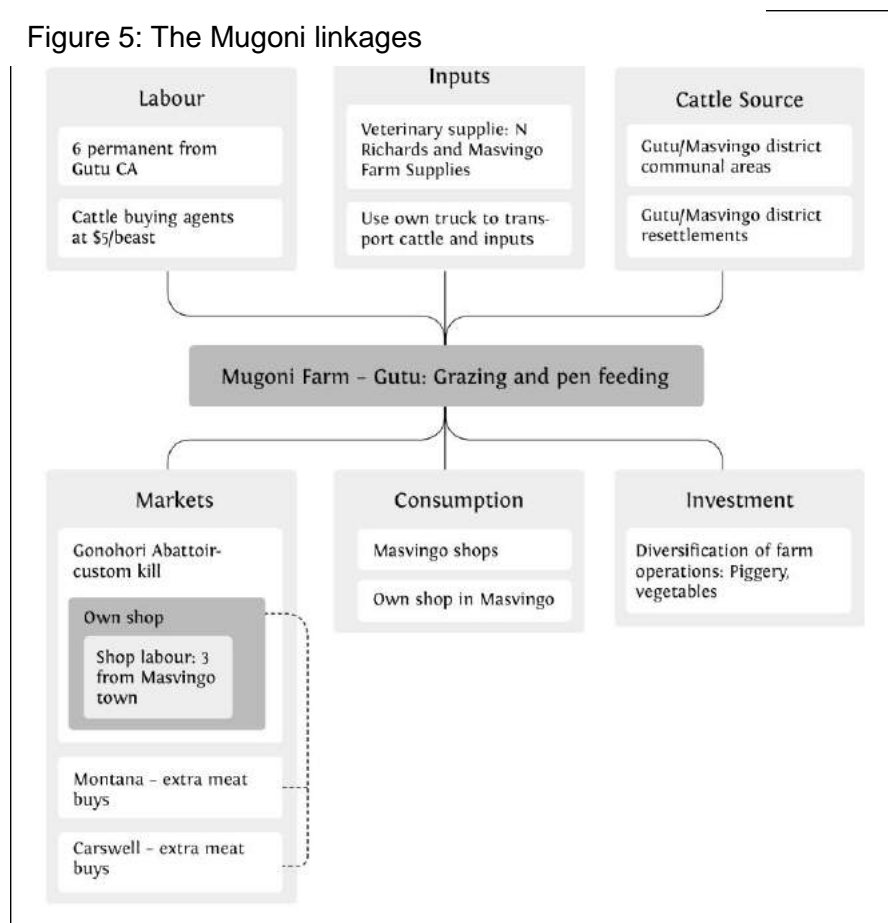 Figure 5: The Mugoni linkages
Labour
6 permanent from
Gutu CA
Cattle buying agents
at $5/beast
Inputs
Veterinary supplie: N
Richards and Masvingo
Farm Supplies
Use own truck to trans-
port cattle and inputs
Cattle Source
Gutu/Masvingo district
communal areas
Gutu/Masvingo district
resettlements
Mugoni Farm – Gutu: Grazing and pen feeding
Markets
Gonohori Abattoir-
custom kill
Own shop
Shop labour: 3
from Masvingo
town
Montana – extra meat
buys
Carswell – extra meat
buys
Consumption
Masvingo shops
Own shop in Masvingo
Investment
Diversification of farm
operations: Piggery,
vegetables